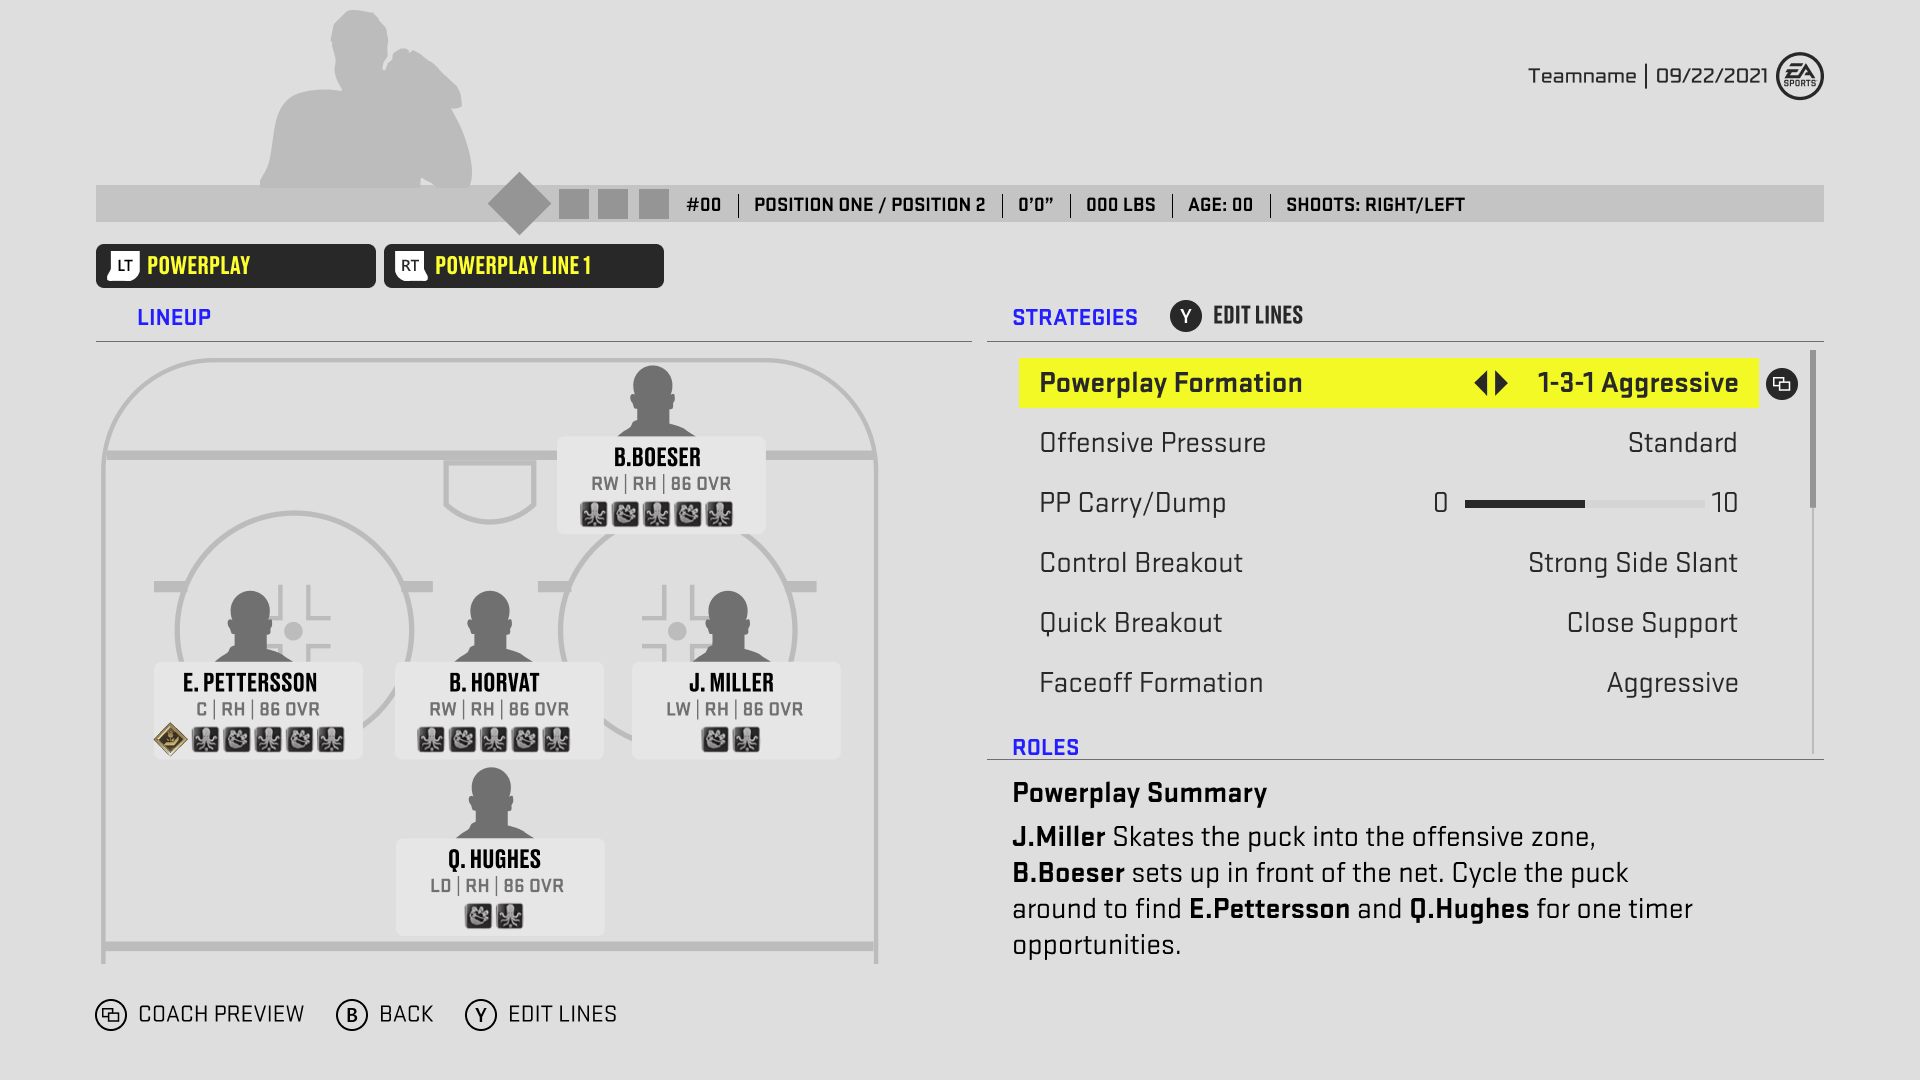 Teamname | 09/22/2021
EA
SPORTS
#00 | POSITION ONE / POSITION 2 | 0'0” | 000 LBS | AGE: 00 | SHOOTS: RIGHT/LEFT
LT POWERPLAY
RT POWERPLAY LINE 1
LINEUP
B.BOESER
RW | RH | 86 OVR
E. PETTERSSON
C | RH | 86 OVR
B. HORVAT
RW | RH | 86 OVR
J. MILLER
LW | RH | 86 OVR
Q. HUGHES
LD | RH | 86 OVR
STRATEGIES
Y EDIT LINES
Powerplay Formation 1-3-1 Aggressive
Offensive Pressure Standard
PP Carry/Dump 0 10
Control Breakout Strong Side Slant
Quick Breakout Close Support
Faceoff Formation Aggressive
ROLES
Powerplay Summary
J.Miller Skates the puck into the offensive zone,
B.Boeser sets up in front of the net. Cycle the puck
around to find E.Pettersson and Q.Hughes for one timer
opportunities.
COACH PREVIEW
B BACK
Y EDIT LINES